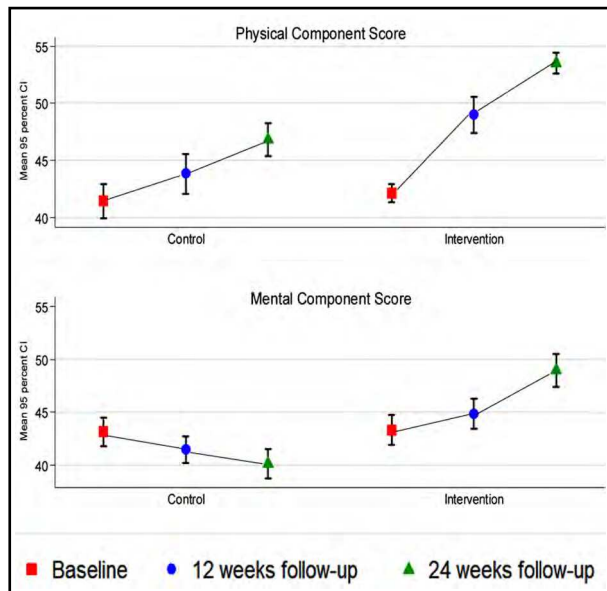 Physical Component Score
55
50
45
40
Mean 95 percent CI
Control Intervention
Mental Component Score
55
50
45
40
Mean 95 percent CI
Control Intervention
Baseline 12 weeks follow-up 24 weeks follow-up